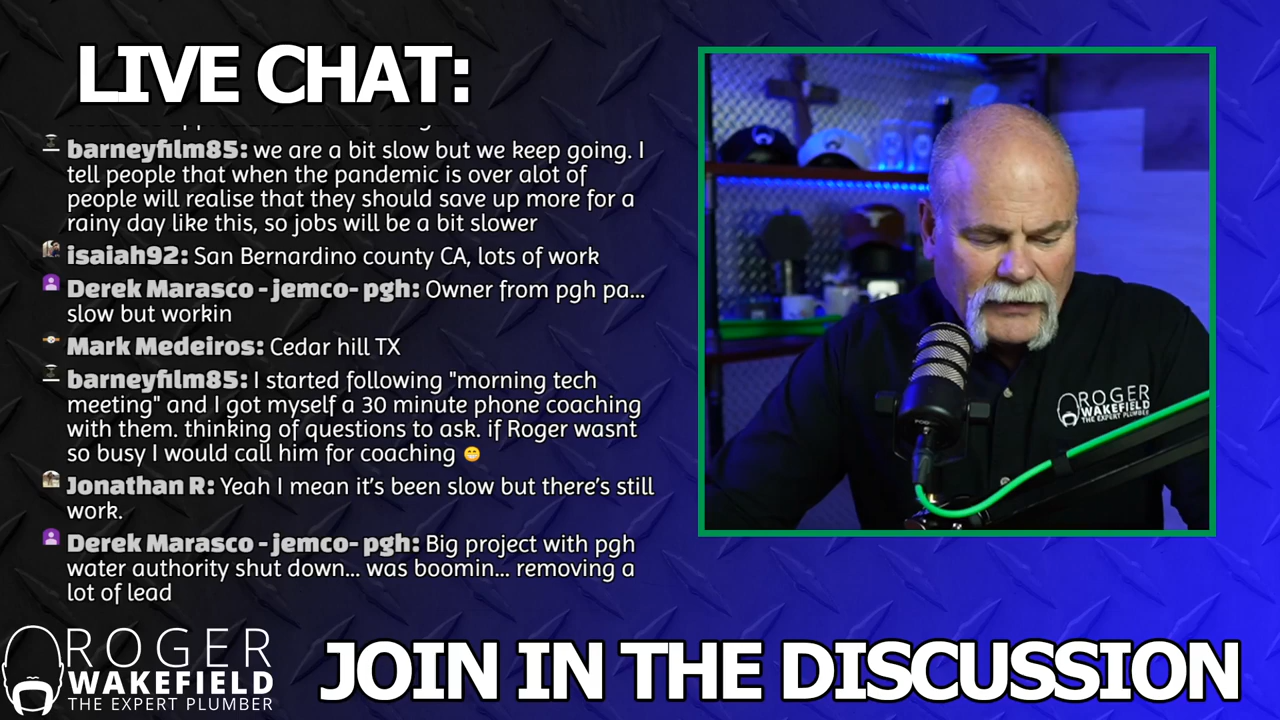 LIVE CHAT:
barneyfilm85: we are a bit slow but we keep going. I
tell people that when the pandemic is over alot of
people will realise that they should save up more for a
rainy day like this, so jobs will be a bit slower
isaiah92: San Bernardino county CA, lots of work
Derek Marasco - jemco- pgh: Owner from pgh pa...
slow but workin
Mark Medeiros: Cedar hill TX
barneyfilm85: I started following "morning tech
meeting" and I got myself a 30 minute phone coaching
with them. thinking of questions to ask. if Roger wasnt
so busy I would call him for coaching 😁
Jonathan R: Yeah I mean it’s been slow but there’s still
work.
Derek Marasco - jemco- pgh: Big project with pgh
water authority shut down... was boomin... removing a
lot of lead
ROGER
WAKEFIELD
THE EXPERT PLUMBER
ROGER
WAKEFIELD
THE EXPERT PLUMBER
JOIN IN THE DISCUSSION